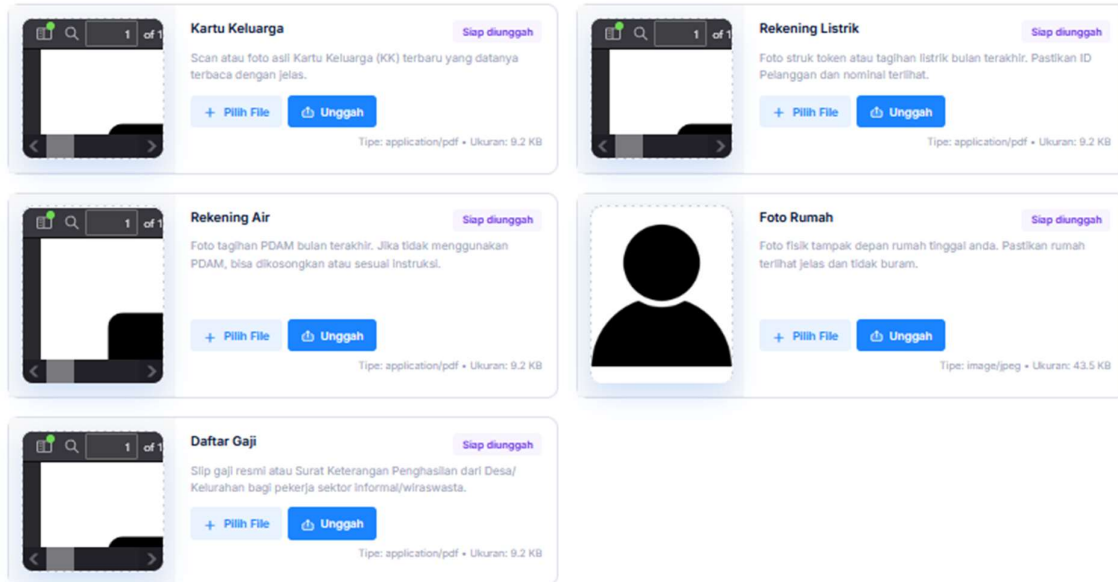 1 of 1
Kartu Keluarga
Siap diunggah
Scan atau foto asli Kartu Keluarga (KK) terbaru yang datanya
terbaca dengan jelas.
+ Pilih File
Unggah
Tipe: application/pdf • Ukuran: 9.2 KB
1 of 1
Rekening Listrik
Siap diunggah
Foto struk token atau tagihan listrik bulan terakhir. Pastikan ID
Pelanggan dan nominal terlihat.
+ Pilih File
Unggah
Tipe: application/pdf • Ukuran: 9.2 KB
1 of 1
Rekening Air
Siap diunggah
Foto tagihan PDAM bulan terakhir. Jika tidak menggunakan
PDAM, bisa dikosongkan atau sesuai instruksi.
+ Pilih File
Unggah
Tipe: application/pdf • Ukuran: 9.2 KB
Foto Rumah
Siap diunggah
Foto fisik tampak depan rumah tinggal anda. Pastikan rumah
terlihat jelas dan tidak buram.
+ Pilih File
Unggah
Tipe: image/jpeg • Ukuran: 43.5 KB
1 of 1
Daftar Gaji
Siap diunggah
Slip gaji resmi atau Surat Keterangan Penghasilan dari Desa/
Kelurahan bagi pekerja sektor informal/wiraswasta.
+ Pilih File
Unggah
Tipe: application/pdf • Ukuran: 9.2 KB